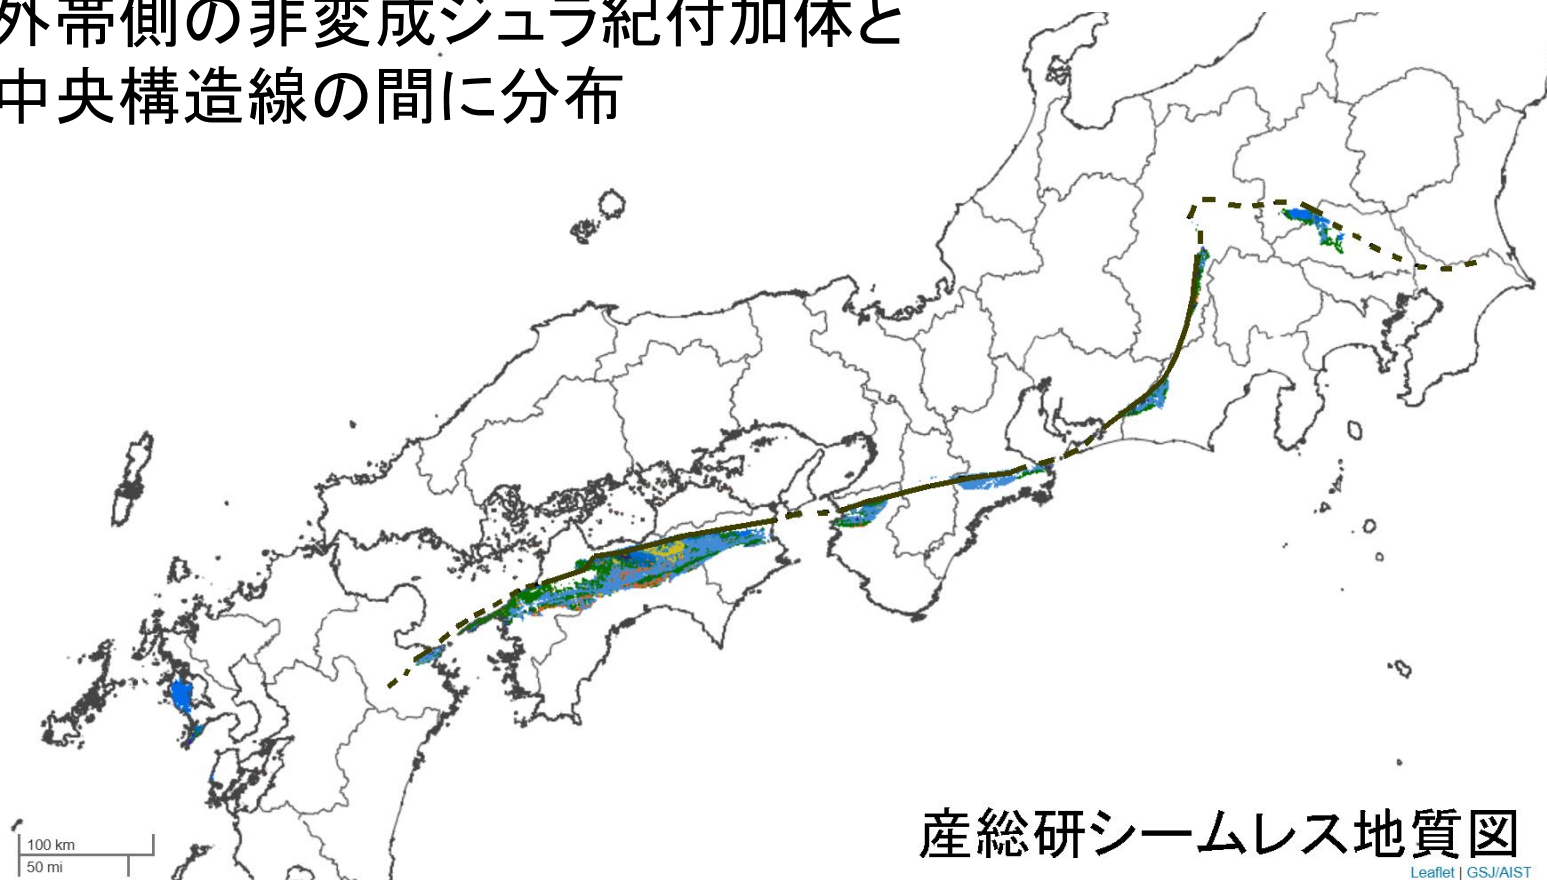 外帯側の非変成ジュラ紀付加体と
中央構造線の間に分布
産総研シームレス地質図
100 km
50 mi
Leaflet | GSJ/AIST